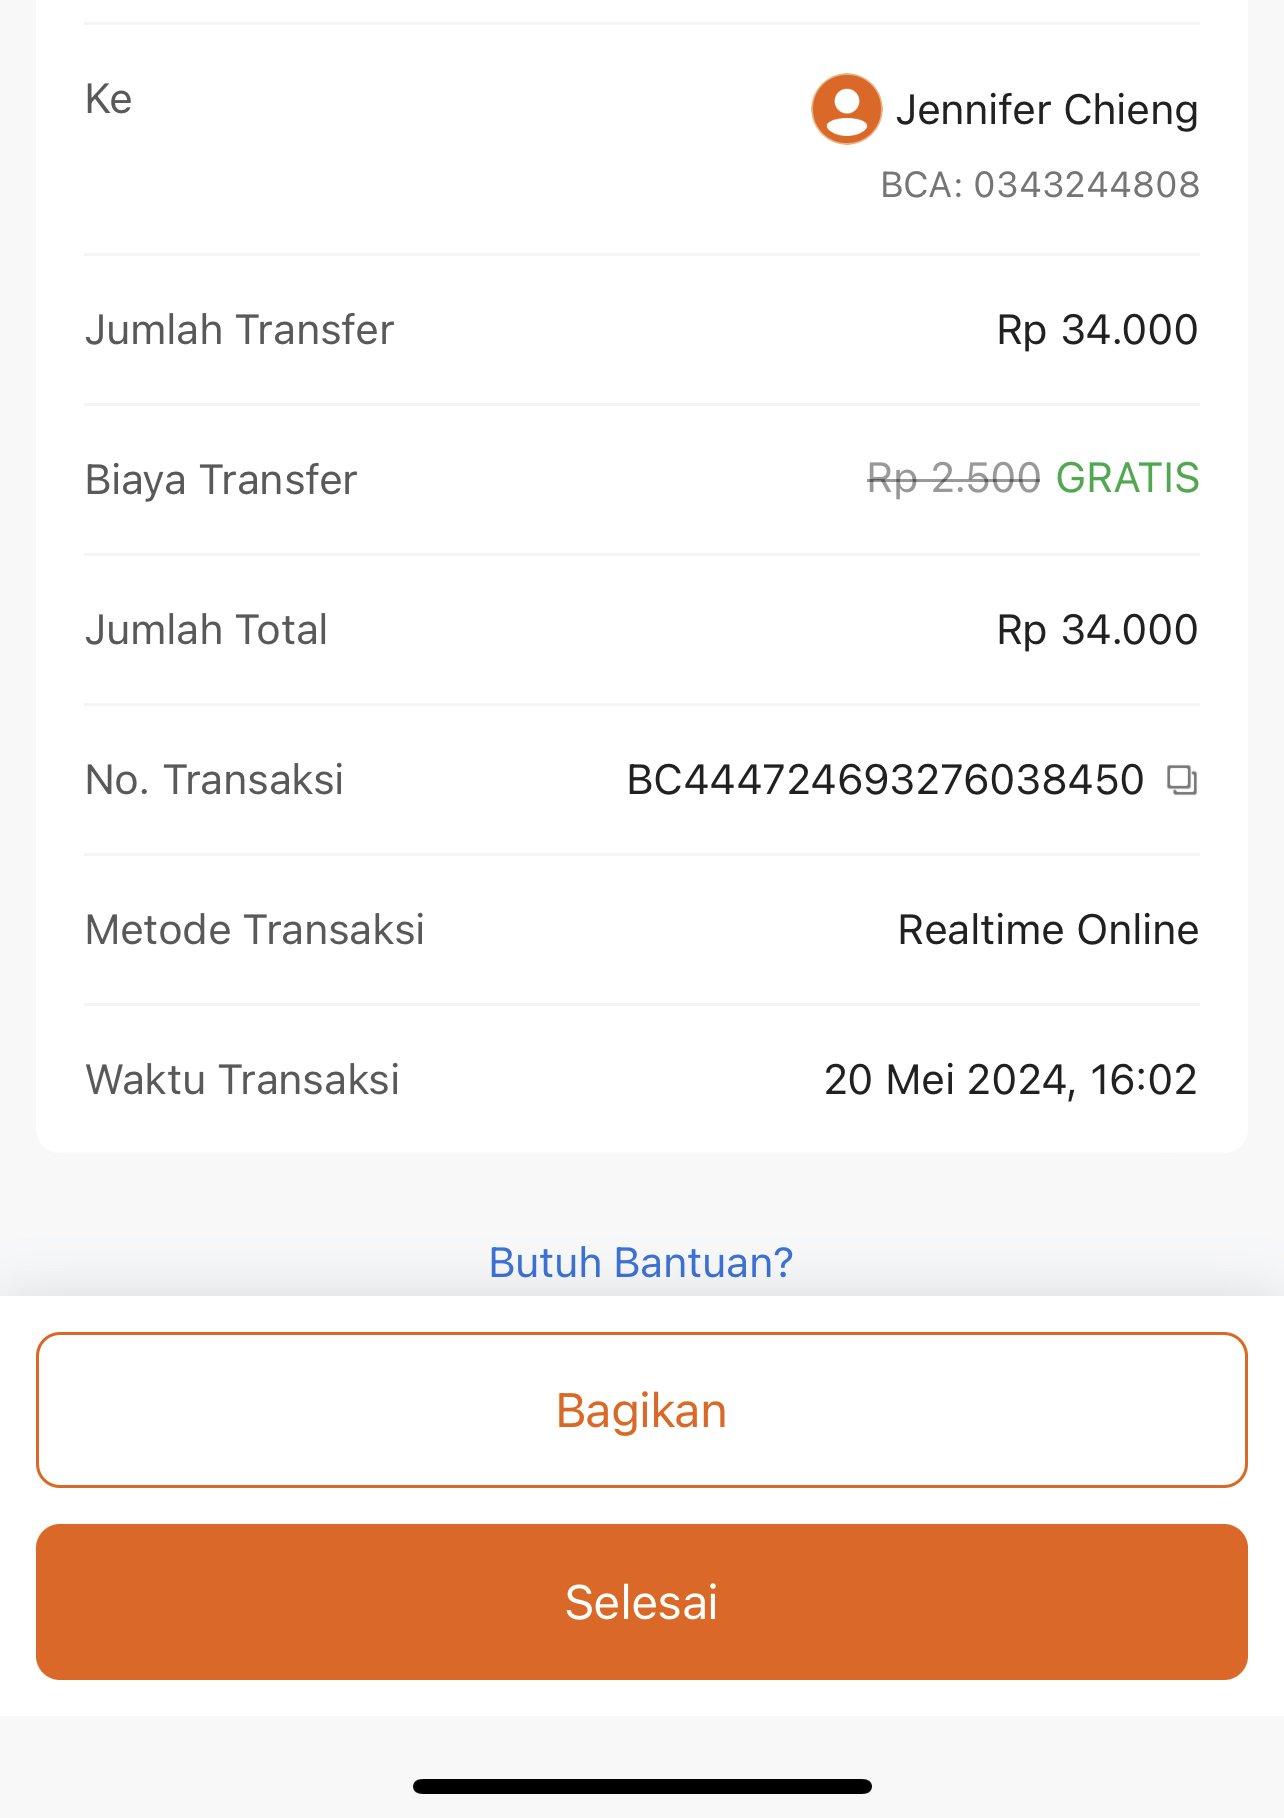 Ke
Jennifer Chieng
BCA: 0343244808
Jumlah Transfer
Rp 34.000
Biaya Transfer
Rp 2.500 GRATIS
Jumlah Total
Rp 34.000
No. Transaksi
BC444724693276038450
Metode Transaksi
Realtime Online
Waktu Transaksi
20 Mei 2024, 16:02
Butuh Bantuan?
Bagikan
Selesai